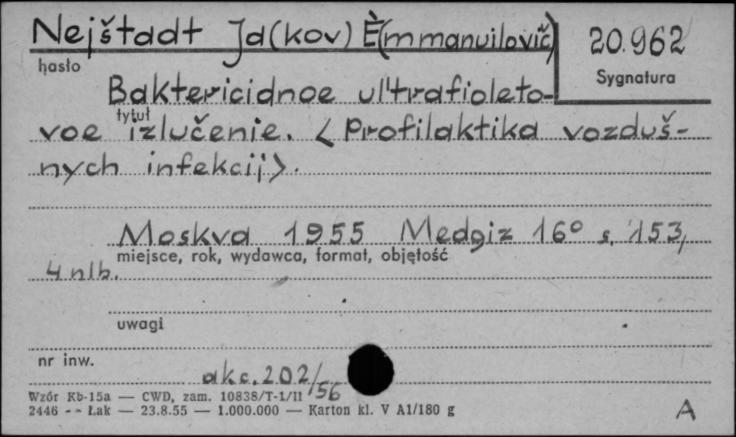 Nejštadt Ja(kov) È(mmanuilovič)
20.962
hasło
Sygnatura
Baktericidnoe ul'trafioleto-
tytuł
voe izlučenie. <Profilaktika vozduš-
nych infekcij>.
Moskva 1955 Medgiz 16° s. 153,
miejsce, rok, wydawca, format, objętość
4 nlb.
uwagi
nr inw.
akc. 202/56
Wzór Kb-15a — CWD, zam. 10838/T-1/II
2446 -- Łak — 23.8.55 — 1.000.000 — Karton kl. V A1/180 g
A